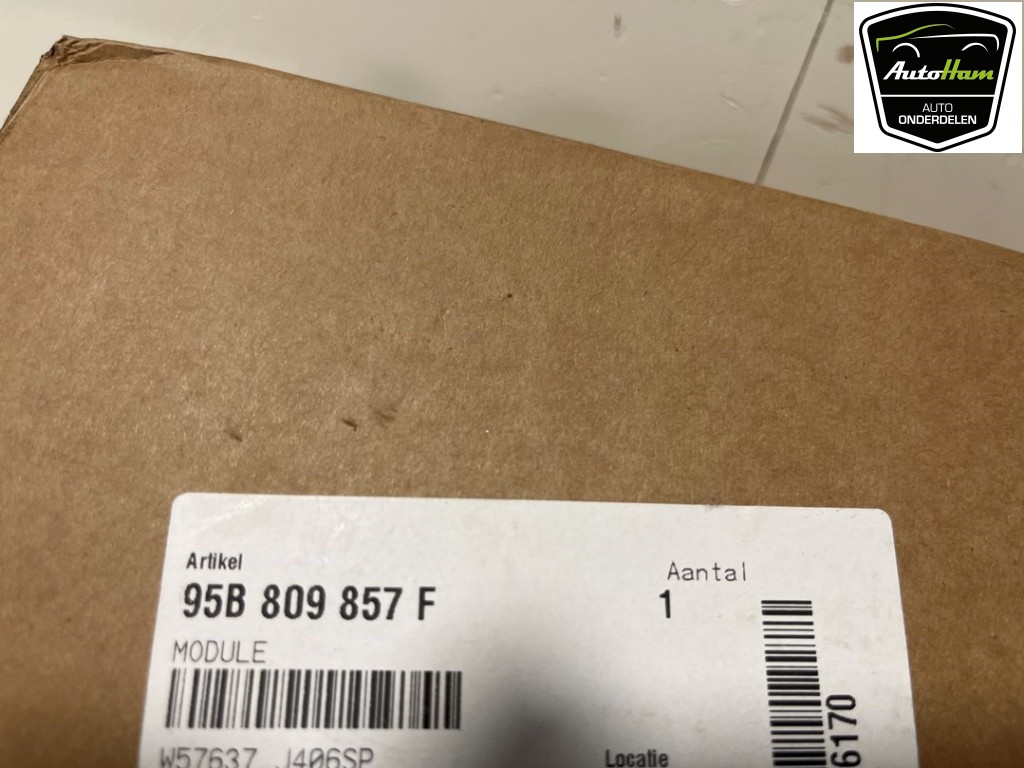 AutoHam
AUTO
ONDERDELEN
Artikel
95B 809 857 F
Aantal
1
MODULE
W57637 J406SP
Locatie
6170